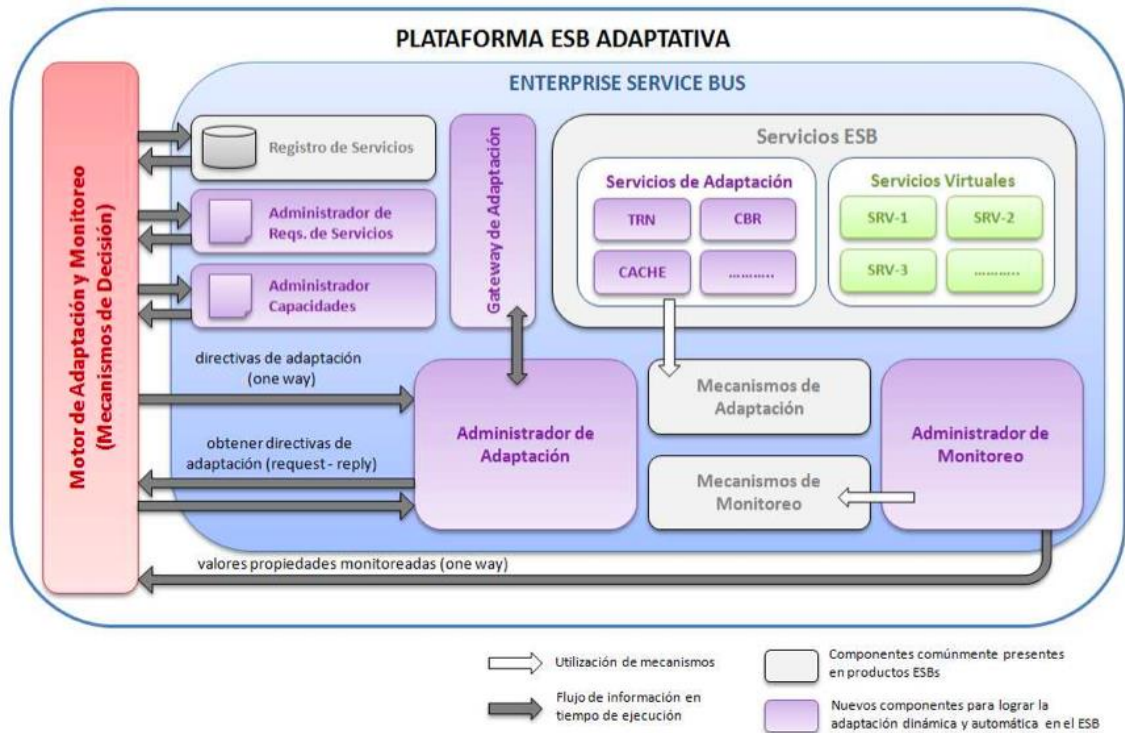 PLATAFORMA ESB ADAPTATIVA
ENTERPRISE SERVICE BUS
Motor de Adaptación y Monitoreo
(Mecanismos de Decisión)
Registro de Servicios
Administrador de
Reqs. de Servicios
Administrador
Capacidades
Gateway de Adaptación
Servicios ESB
Servicios de Adaptación
TRN
CBR
CACHE
...........
Servicios Virtuales
SRV-1
SRV-2
SRV-3
...........
directivas de adaptación
(one way)
obtener directivas de
adaptación (request - reply)
Administrador de
Adaptación
Mecanismos de
Adaptación
Mecanismos de
Monitoreo
Administrador de
Monitoreo
valores propiedades monitoreadas (one way)
Utilización de mecanismos
Flujo de información en
tiempo de ejecución
Componentes comúnmente presentes
en productos ESBs
Nuevos componentes para lograr la
adaptación dinámica y automática en el ESB